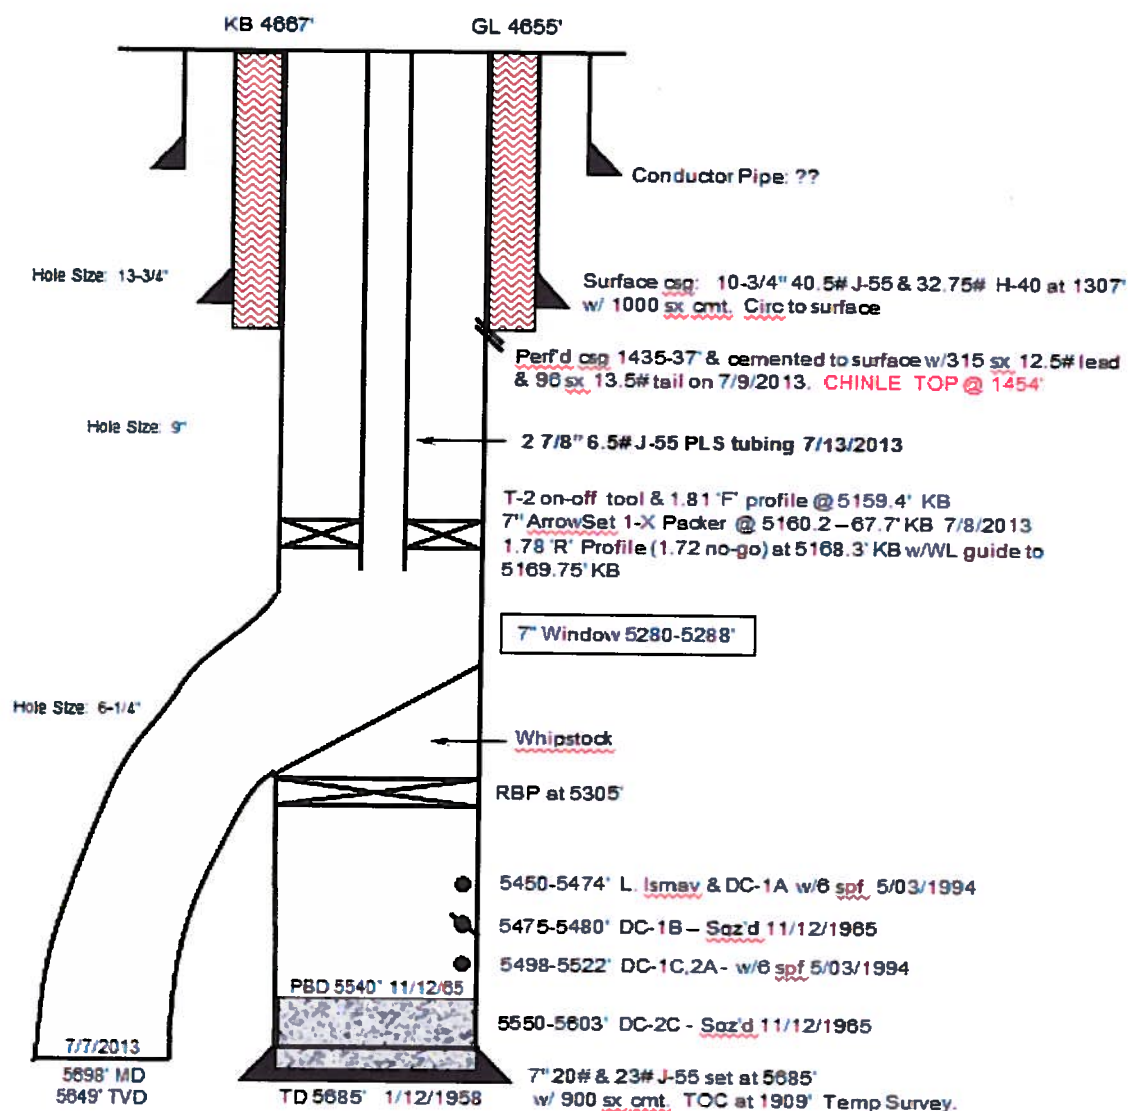 KB 4667'
GL 4655'
Conductor Pipe: ??
Hole Size: 13-3/4"
Surface csg: 10-3/4" 40.5# J-55 & 32.75# H-40 at 1307'
w/ 1000 sx cmt. Circ to surface
Perf'd csg 1435-37' & cemented to surface w/315 sx 12.5# lead
& 96 sx 13.5# tail on 7/9/2013. CHINLE TOP @ 1454'
Hole Size: 9"
2 7/8" 6.5# J-55 PLS tubing 7/13/2013
T-2 on-off tool & 1.81 'F' profile @ 5159.4' KB
7" ArrowSet 1-X Packer @ 5160.2–67.7' KB 7/8/2013
1.78 'R' Profile (1.72 no-go) at 5168.3' KB w/WL guide to
5169.75' KB
7" Window 5280-5288'
Hole Size: 6-1/4"
Whipstock
RBP at 5305'
5450-5474' L. Ismay & DC-1A w/6 spf 5/03/1994
5475-5480' DC-1B – Sqz'd 11/12/1965
5498-5522' DC-1C,2A - w/6 spf 5/03/1994
PBD 5540' 11/12/65
5550-5603' DC-2C - Sqz'd 11/12/1965
7/7/2013
5698' MD
5649' TVD
TD 5685' 1/12/1958
7" 20# & 23# J-55 set at 5685'
w/ 900 sx cmt. TOC at 1909' Temp Survey.